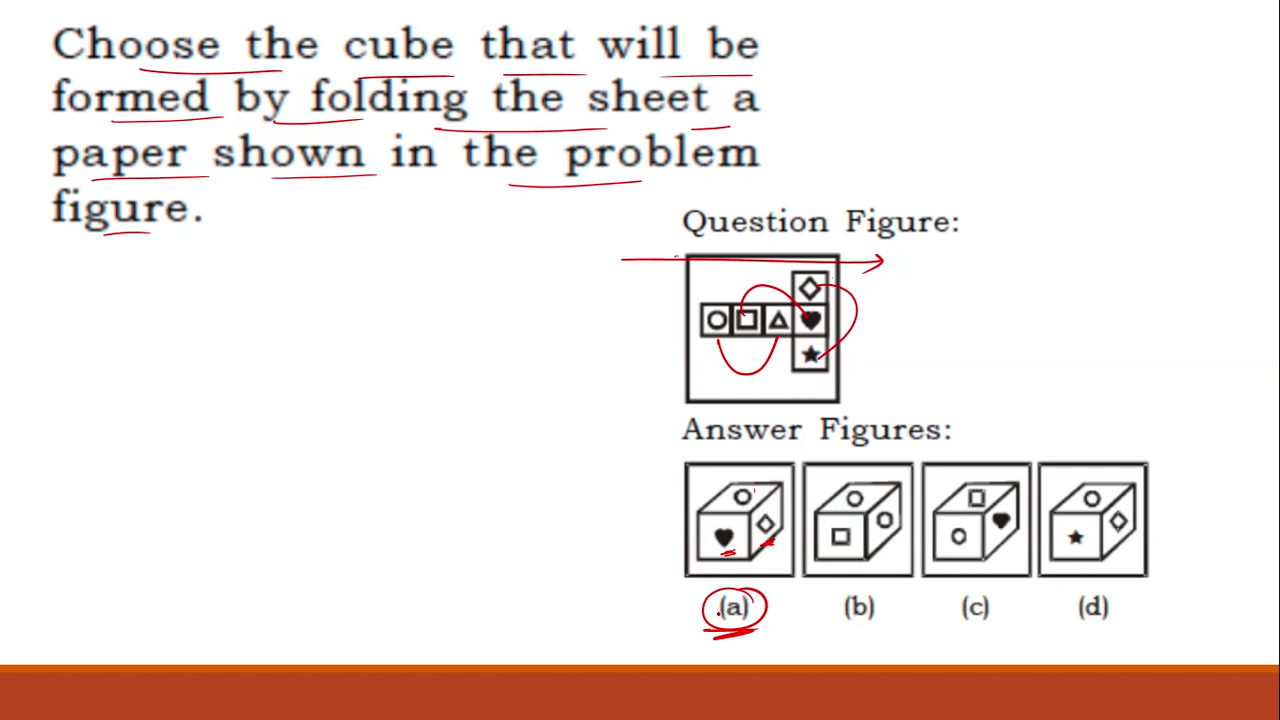 Choose the cube that will be
formed by folding the sheet a
paper shown in the problem
figure.
Question Figure:
Answer Figures:
(a) (b) (c) (d)